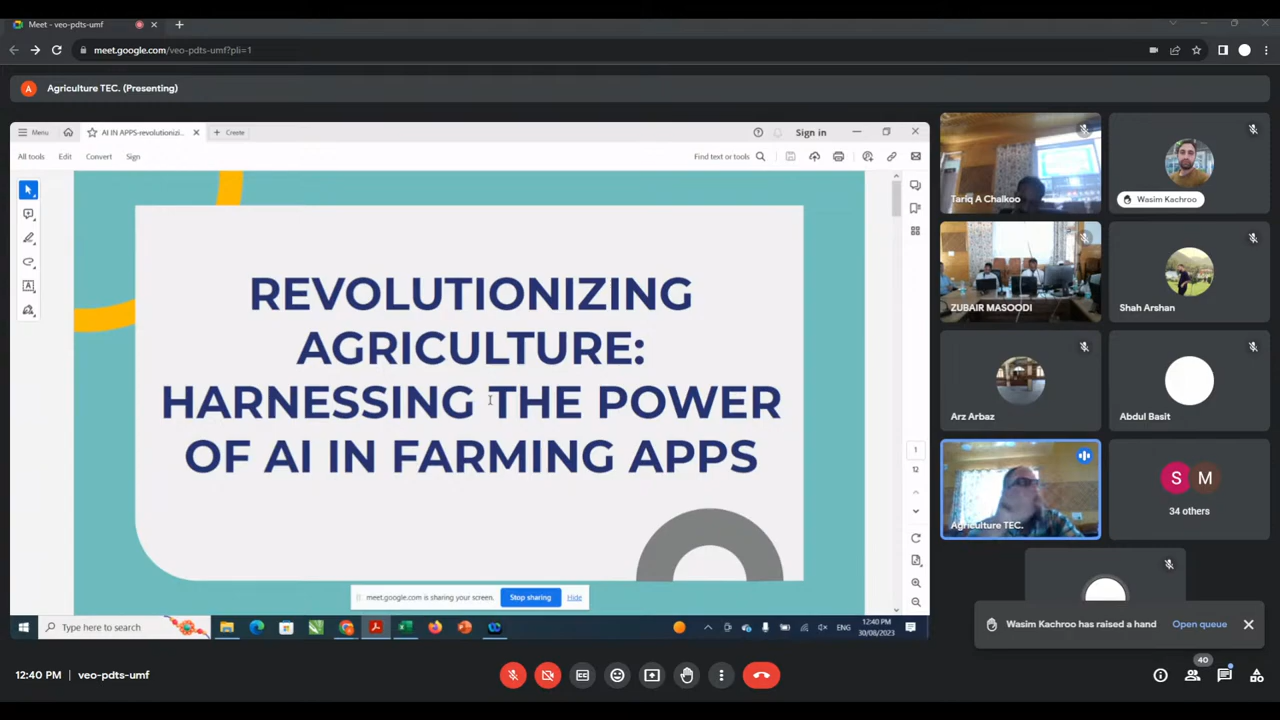 Meet - veo-pdts-umf
meet.google.com/veo-pdts-umf?pli=1
A
Agriculture TEC. (Presenting)
Menu
AI IN APPS-revolutionizi...
Create
Sign in
All tools
Edit
Convert
Sign
Find text or tools
REVOLUTIONIZING
AGRICULTURE:
HARNESSING THE POWER
OF AI IN FARMING APPS
1
12
meet.google.com is sharing your screen.
Stop sharing
Hide
Type here to search
ENG
12:40 PM
30/08/2023
Tariq A Chalkoo
Wasim Kachroo
ZUBAIR MASOODI
Shah Arshan
Arz Arbaz
Abdul Basit
Agriculture TEC.
S
M
34 others
Wasim Kachroo has raised a hand
Open queue
12:40 PM
veo-pdts-umf
40